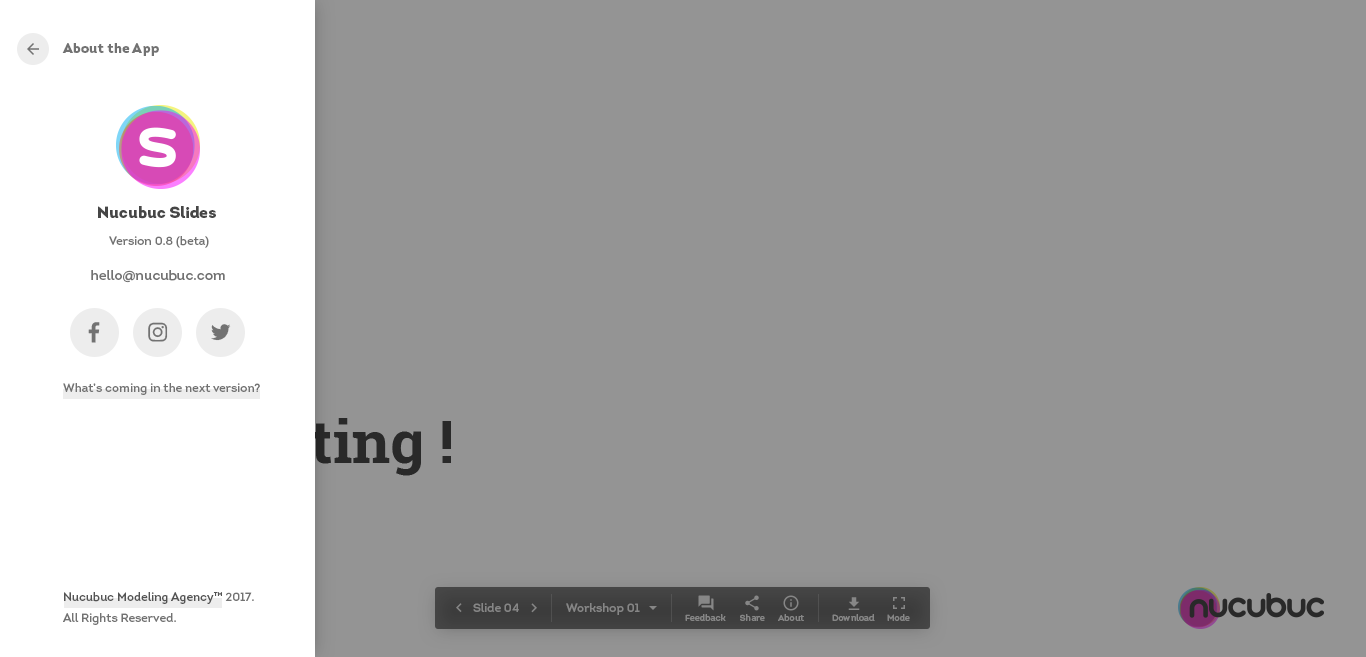 About the App
S
Nucubuc Slides
Version 0.8 (beta)
hello@nucubuc.com
What's coming in the next version?
ting !
Nucubuc Modeling Agency™ 2017.
All Rights Reserved.
Slide 04
Workshop 01
Feedback
Share
About
Download
Mode
nucubuc